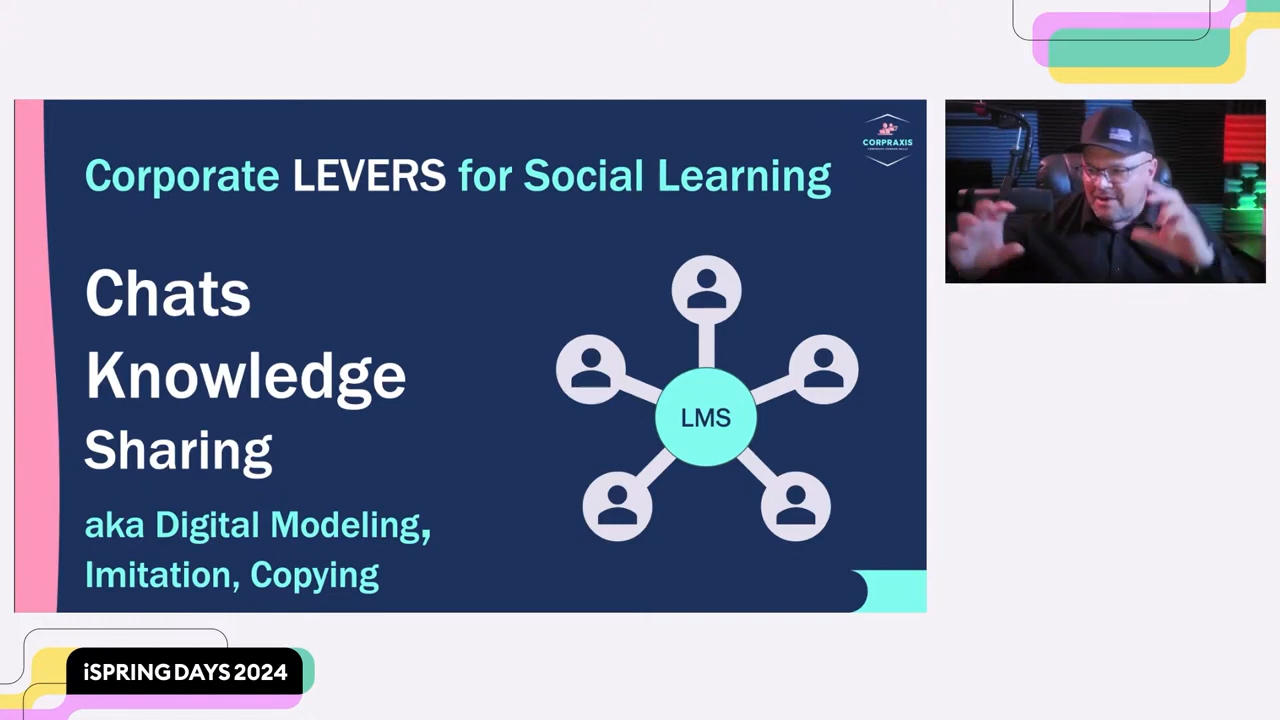 CORPRAXIS
Corporate LEVERS for Social Learning
Chats
Knowledge
Sharing
aka Digital Modeling,
Imitation, Copying
LMS
iSPRING DAYS 2024